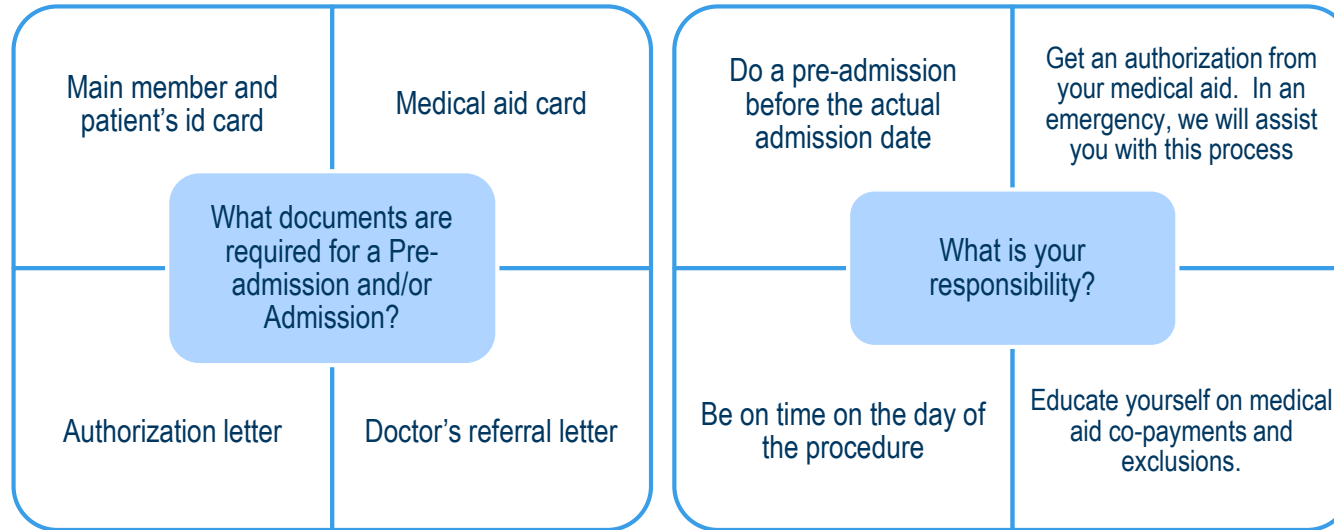 Main member and
patient's id card
Medical aid card
What documents are
required for a Pre-
admission and/or
Admission?
Authorization letter
Doctor's referral letter
Do a pre-admission
before the actual
admission date
Get an authorization from
your medical aid.  In an
emergency, we will assist
you with this process
What is your
responsibility?
Be on time on the day of
the procedure
Educate yourself on medical
aid co-payments and
exclusions.